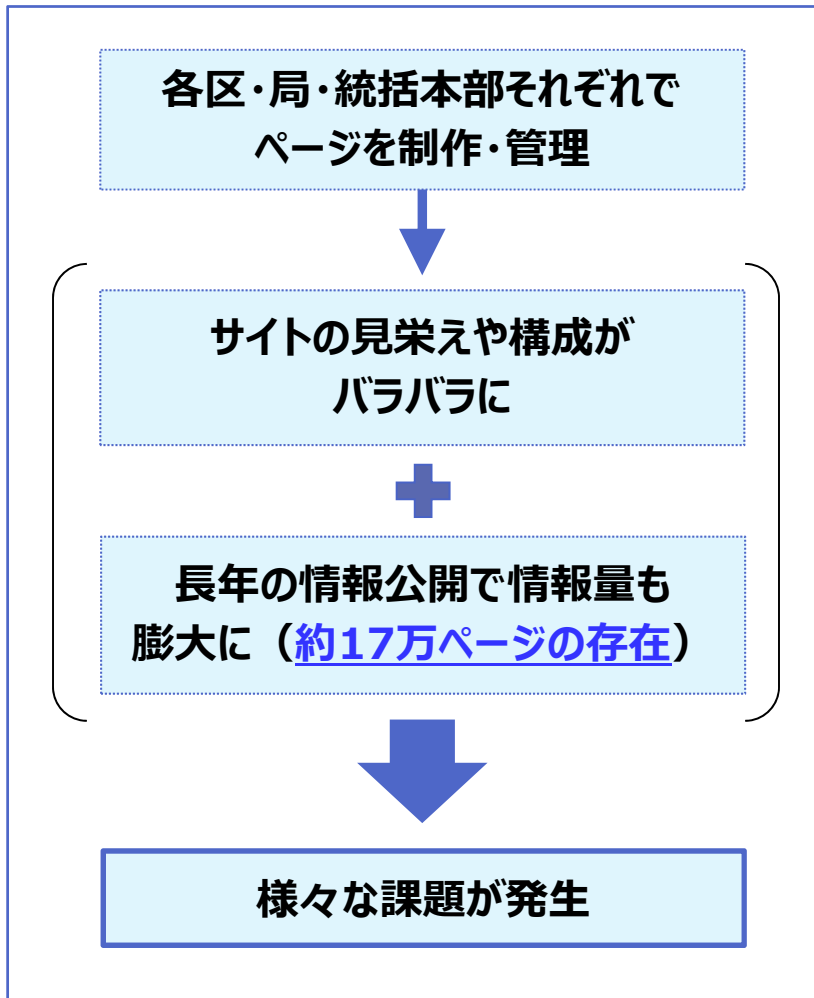 各区・局・統括本部それぞれで
ページを制作・管理
サイトの見栄えや構成が
バラバラに
長年の情報公開で情報量も
膨大に（約17万ページの存在）
様々な課題が発生